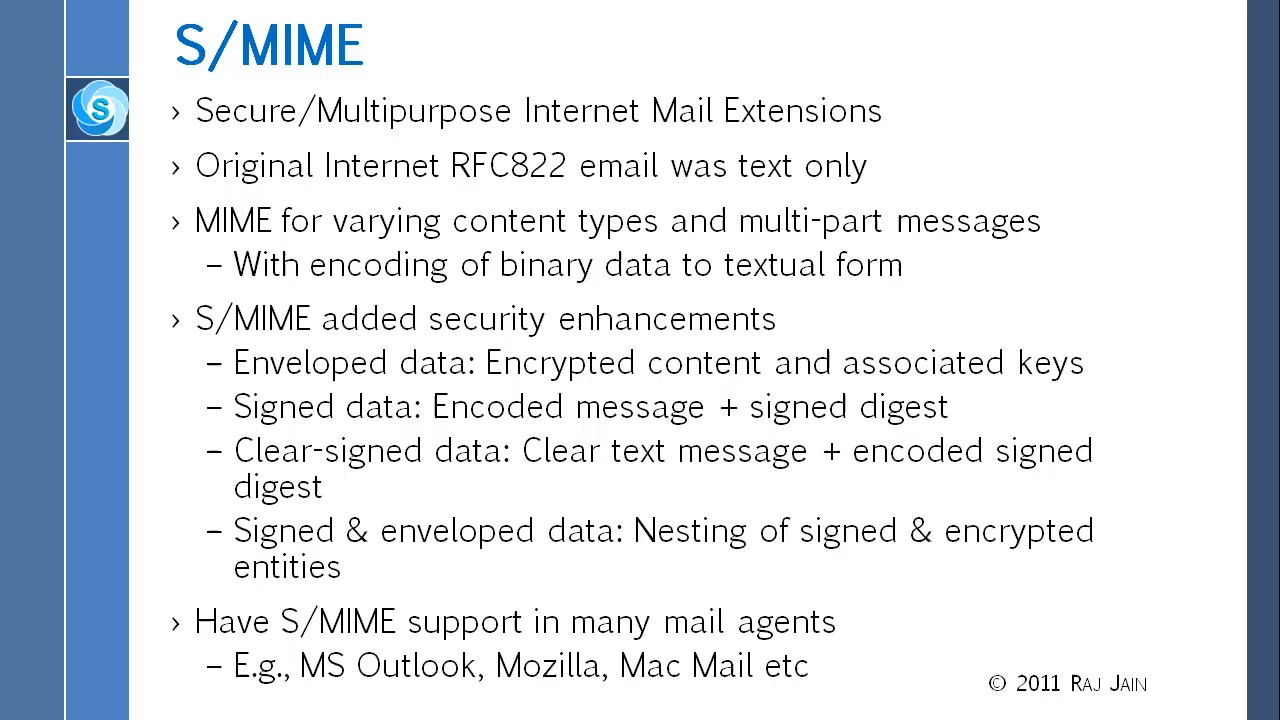 S/MIME
S
› Secure/Multipurpose Internet Mail Extensions
› Original Internet RFC822 email was text only
› MIME for varying content types and multi-part messages
– With encoding of binary data to textual form
› S/MIME added security enhancements
– Enveloped data: Encrypted content and associated keys
– Signed data: Encoded message + signed digest
– Clear-signed data: Clear text message + encoded signed
digest
– Signed & enveloped data: Nesting of signed & encrypted
entities
› Have S/MIME support in many mail agents
– E.g., MS Outlook, Mozilla, Mac Mail etc
© 2011 Raj Jain